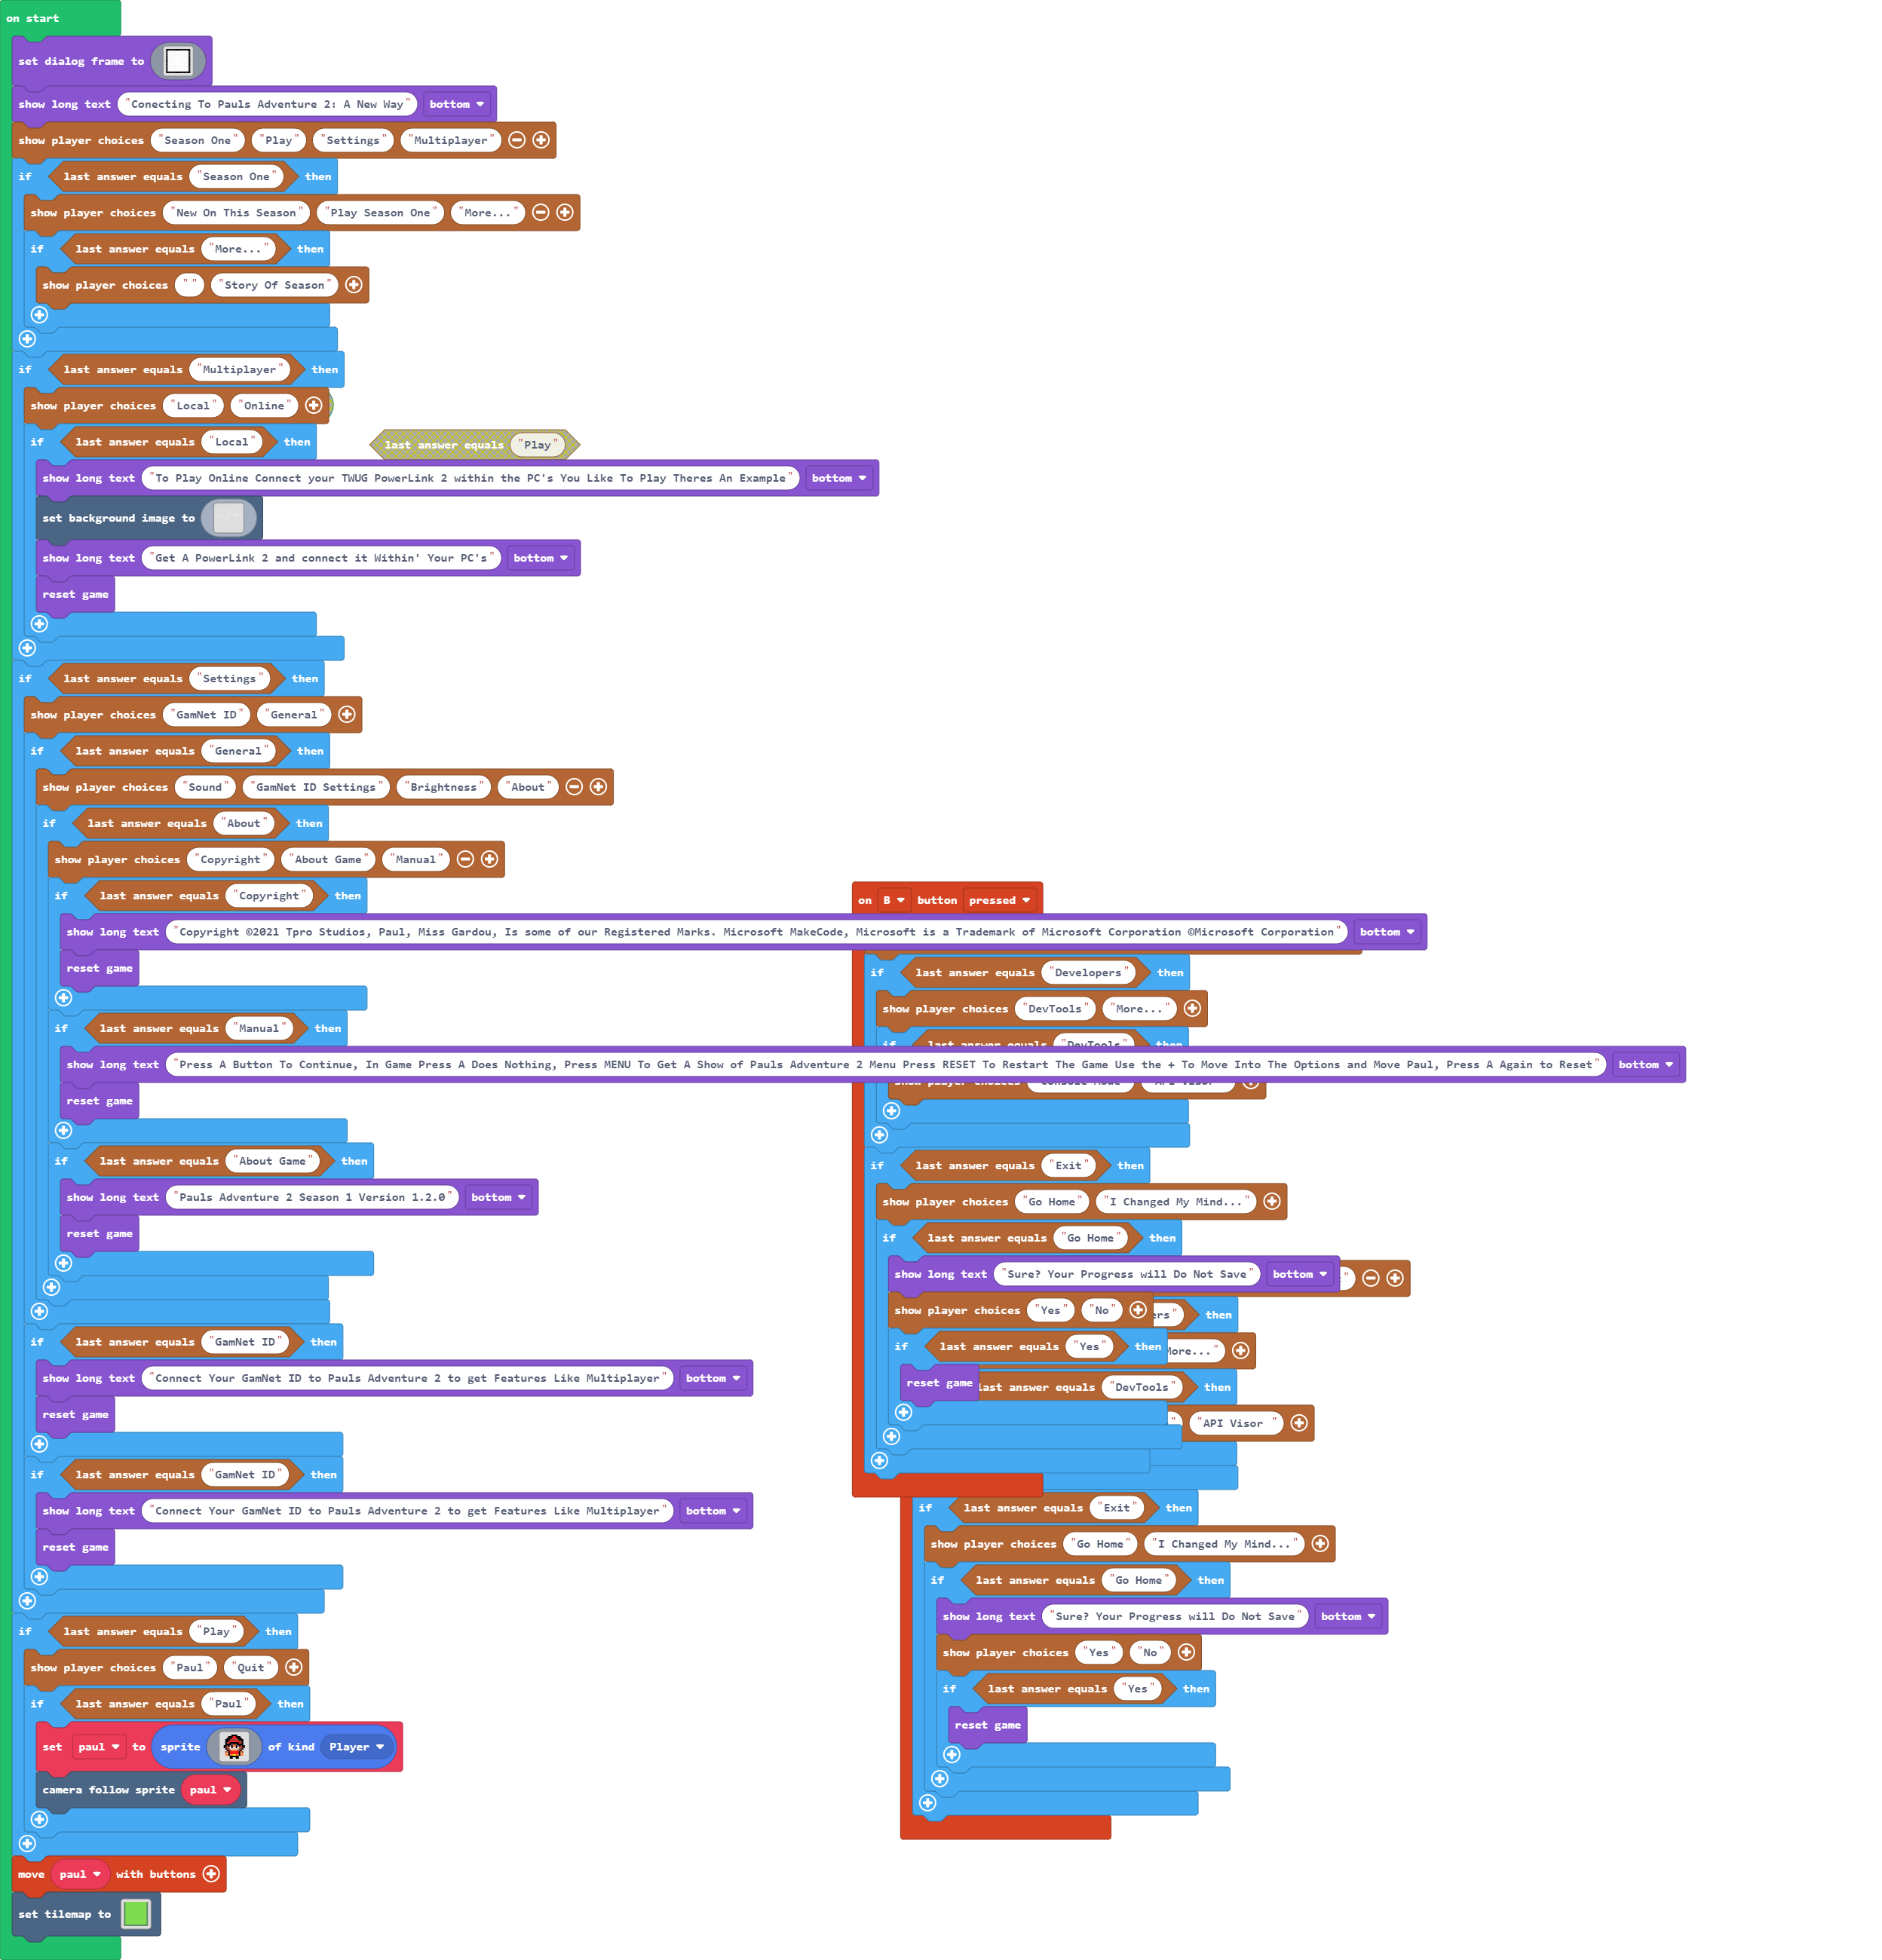 on start
set dialog frame to
show long text "Conecting To Pauls Adventure 2: A New Way" bottom
show player choices "Season One" "Play" "Settings" "Multiplayer"
if last answer equals "Season One" then
show player choices "New On This Season" "Play Season One" "More..."
if last answer equals "More..." then
show player choices " " "Story Of Season"
if last answer equals "Multiplayer" then
show player choices "Local" "Online"
if last answer equals "Local" then
last answer equals "Play"
show long text "To Play Online Connect your TWUG PowerLink 2 within the PC's You Like To Play Theres An Example" bottom
set background image to
show long text "Get A PowerLink 2 and connect it Within' Your PC's" bottom
reset game
if last answer equals "Settings" then
show player choices "GamNet ID" "General"
if last answer equals "General" then
show player choices "Sound" "GamNet ID Settings" "Brightness" "About"
if last answer equals "About" then
show player choices "Copyright" "About Game" "Manual"
if last answer equals "Copyright" then
show long text "Copyright ©2021 Tpro Studios, Paul, Miss Gardou, Is some of our Registered Marks. Microsoft MakeCode, Microsoft is a Trademark of Microsoft Corporation ©Microsoft Corporation" bottom
reset game
if last answer equals "Manual" then
show long text "Press A Button To Continue, In Game Press A Does Nothing, Press MENU To Get A Show of Pauls Adventure 2 Menu Press RESET To Restart The Game Use the + To Move Into The Options and Move Paul, Press A Again to Reset" bottom
reset game
if last answer equals "About Game" then
show long text "Pauls Adventure 2 Season 1 Version 1.2.0" bottom
reset game
if last answer equals "GamNet ID" then
show long text "Connect Your GamNet ID to Pauls Adventure 2 to get Features Like Multiplayer" bottom
reset game
if last answer equals "GamNet ID" then
show long text "Connect Your GamNet ID to Pauls Adventure 2 to get Features Like Multiplayer" bottom
reset game
if last answer equals "Play" then
show player choices "Paul" "Quit"
if last answer equals "Paul" then
set paul to sprite of kind Player
camera follow sprite paul
move paul with buttons
set tilemap to
on B button pressed
if last answer equals "Developers" then
show player choices "DevTools" "More..."
if last answer equals "DevTools" then
show player choices "Console Mode" "API Visor "
if last answer equals "Exit" then
show player choices "Go Home" "I Changed My Mind..."
if last answer equals "Go Home" then
show long text "Sure? Your Progress will Do Not Save" bottom
show player choices "Yes" "No"
if last answer equals "Yes" then
reset game
then
More..."
last answer equals "DevTools" then
"API Visor "
if last answer equals "Exit" then
show player choices "Go Home" "I Changed My Mind..."
if last answer equals "Go Home" then
show long text "Sure? Your Progress will Do Not Save" bottom
show player choices "Yes" "No"
if last answer equals "Yes" then
reset game